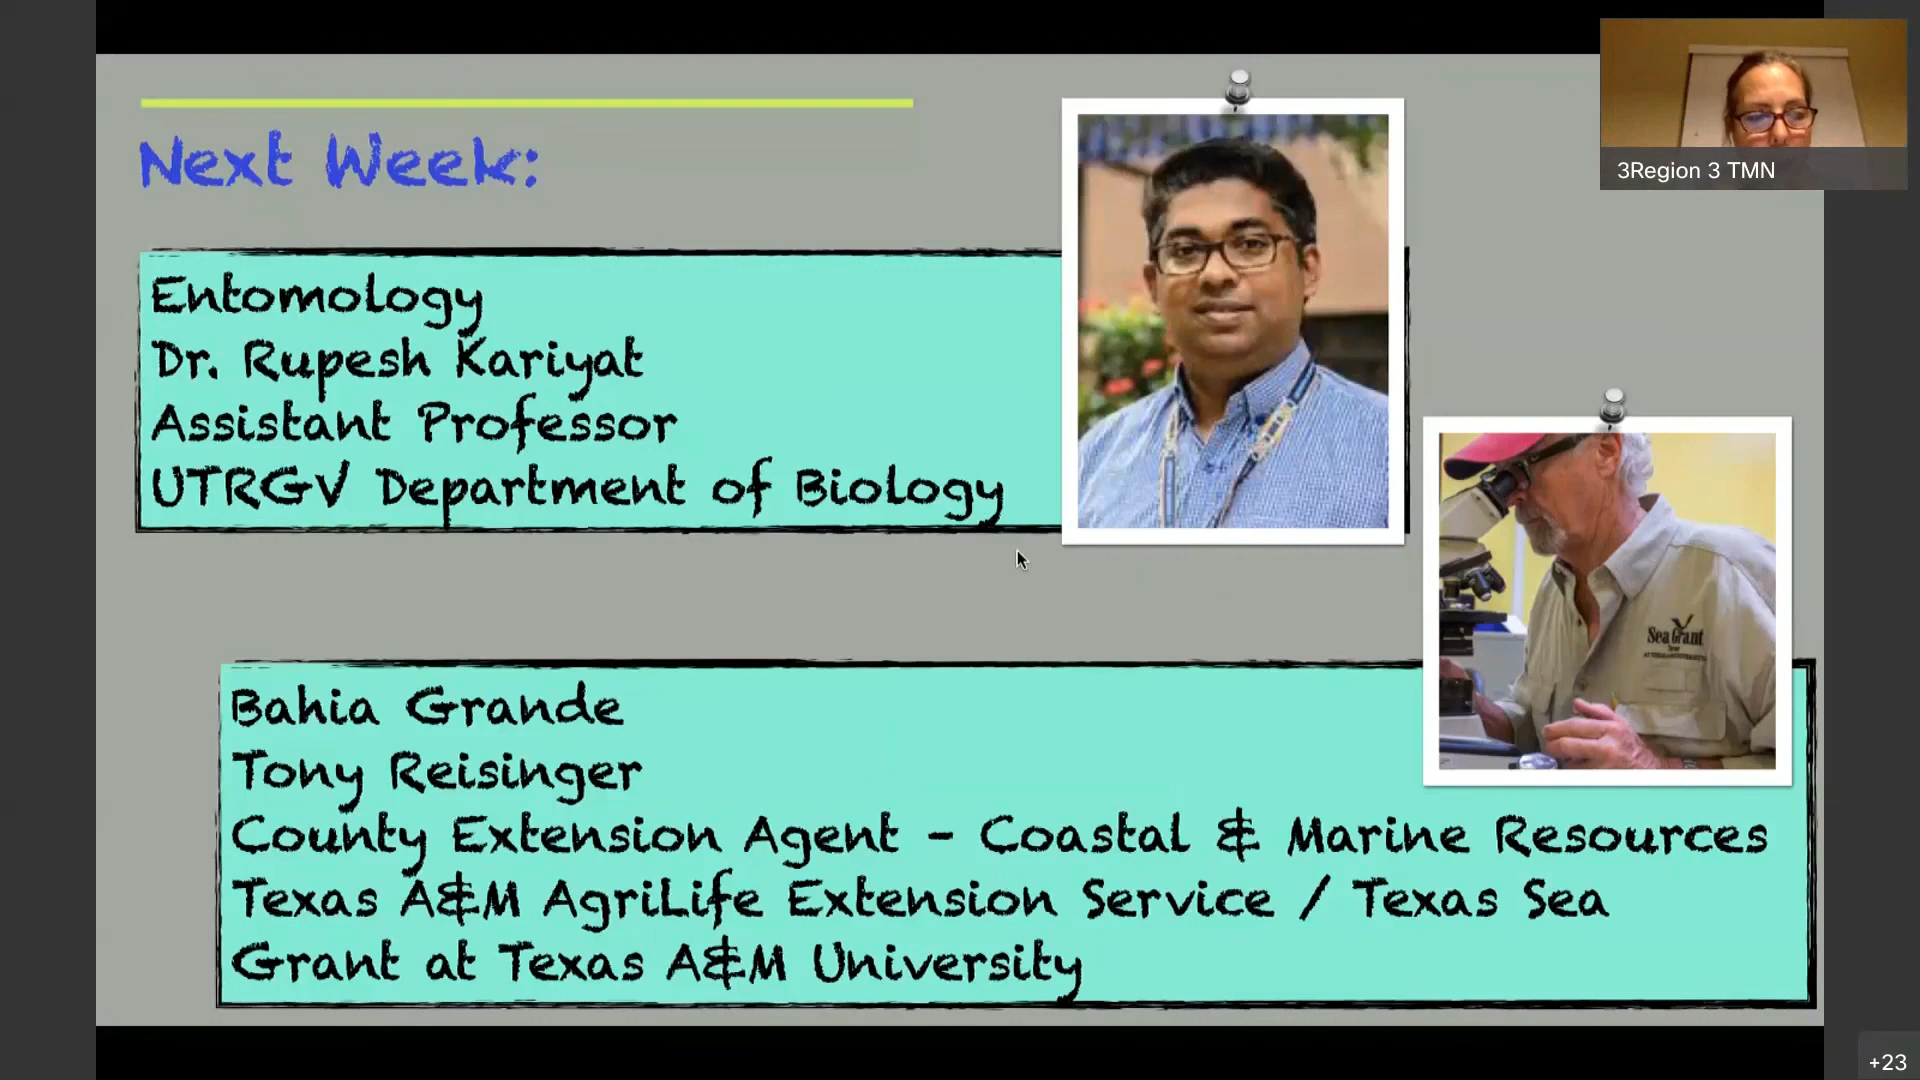 Next Week:
Entomology
Dr. Rupesh Kariyat
Assistant Professor
UTRGV Department of Biology
Bahia Grande
Tony Reisinger
County Extension Agent - Coastal & Marine Resources
Texas A&M AgriLife Extension Service / Texas Sea
Grant at Texas A&M University
Sea Grant
3Region 3 TMN
+23